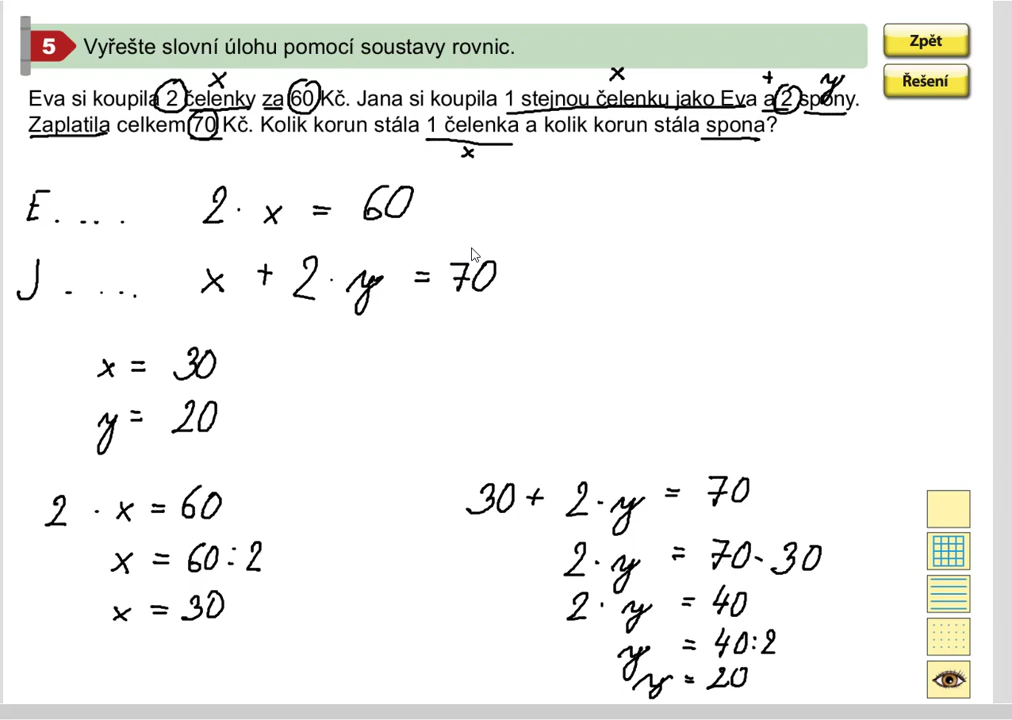 5 Vyřešte slovní úlohu pomocí soustavy rovnic.
Zpět
Řešení
x x + y
Eva si koupila 2 čelenky za 60 Kč. Jana si koupila 1 stejnou čelenku jako Eva a 2 spony.
Zaplatila celkem 70 Kč. Kolik korun stála 1 čelenka a kolik korun stála spona?
x
E. ... 2 · x = 60
J . ... x + 2 · y = 70
x = 30
y = 20
2 · x = 60
x = 60 : 2
x = 30
30 + 2 · y = 70
2 · y = 70 - 30
2 · y = 40
y = 40:2
y = 20